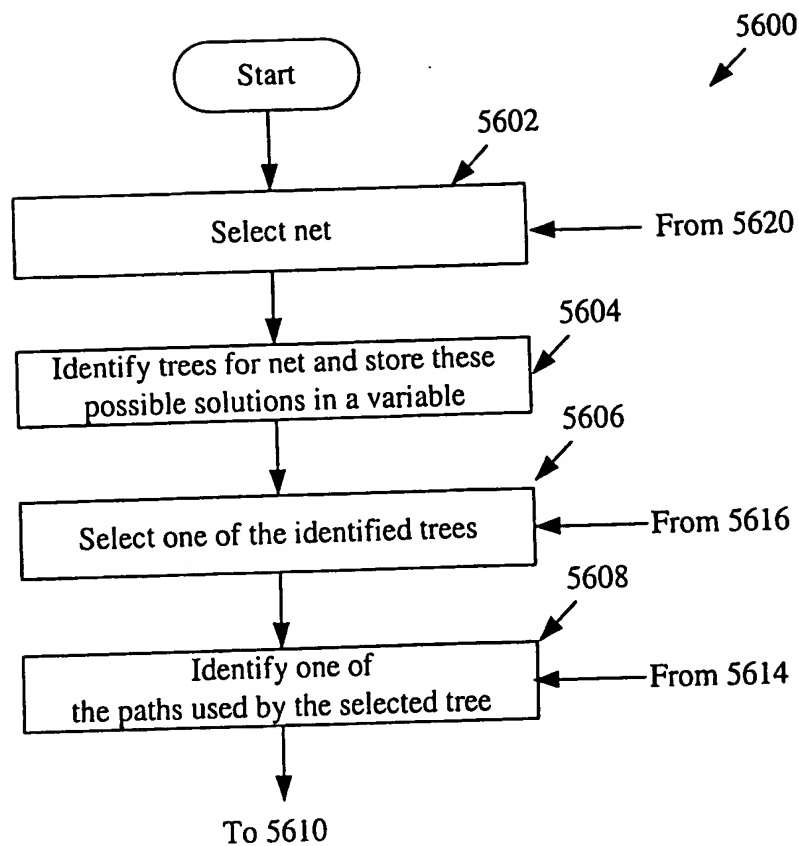 5600
Start
5602
Select net
From 5620
5604
Identify trees for net and store these
possible solutions in a variable
5606
Select one of the identified trees
From 5616
5608
Identify one of
the paths used by the selected tree
From 5614
To 5610